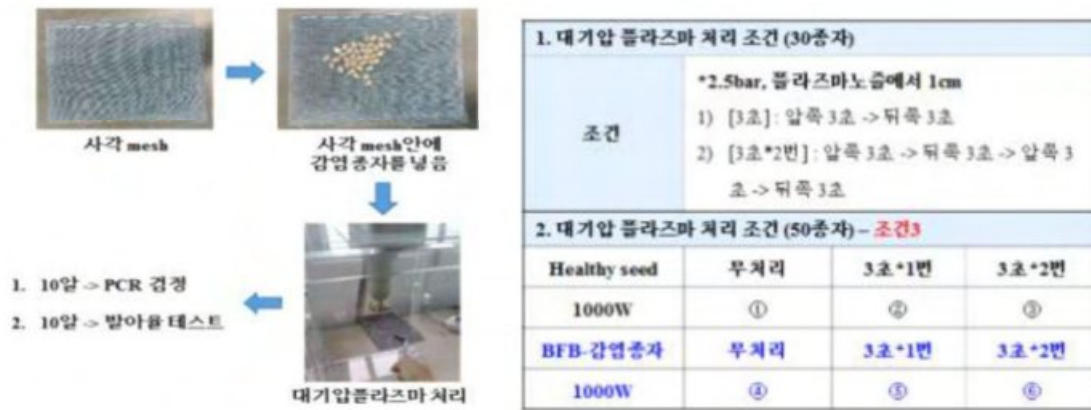 사각 mesh
사각 mesh안에
감염 종자를 넣음
1. 10알 -> PCR 검정
2. 10알 -> 발아율 테스트
대기압플라즈마 처리
1. 대기압 플라즈마 처리 조건 (30종자)
조건
*2.5bar, 플라즈마노즐에서 1cm
1) [3초] : 앞쪽 3초 -> 뒤쪽 3초
2) [3초*2번] : 앞쪽 3초 -> 뒤쪽 3초 -> 앞쪽 3
초 -> 뒤쪽 3초
2. 대기압 플라즈마 처리 조건 (50종자) – 조건3
Healthy seed 무처리 3초*1번 3초*2번
1000W ① ② ③
BFB-감염종자 무처리 3초*1번 3초*2번
1000W ④ ⑤ ⑥